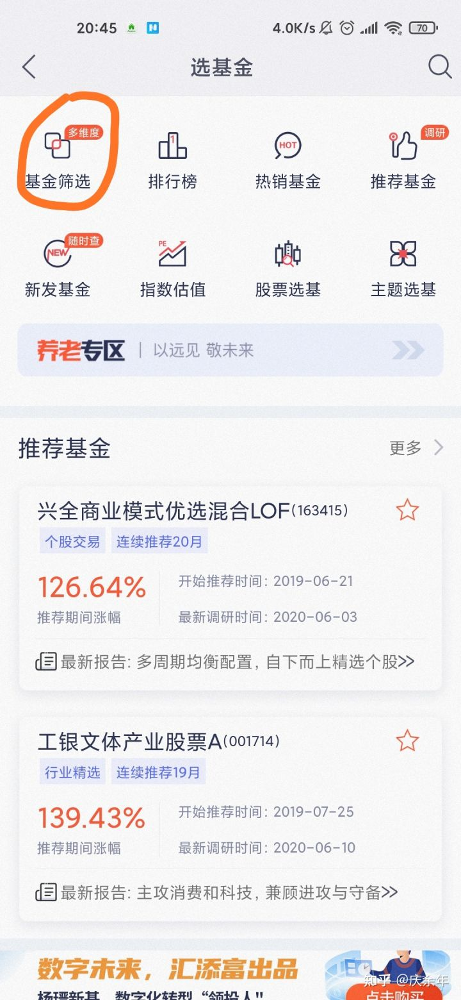 20:45 4.0K/s 70
选基金
多维度 1 HOT 调研
基金筛选 排行榜 热销基金 推荐基金
NEW 随时查 PE
新发基金 指数估值 股票选基 主题选基
养老专区 | 以远见 敬未来
推荐基金 更多
兴全商业模式优选混合LOF(163415)
个股交易 连续推荐20月
126.64% 开始推荐时间: 2019-06-21
推荐期间涨幅 最新调研时间: 2020-06-03
最新报告: 多周期均衡配置, 自下而上精选个股>>
工银文体产业股票A(001714)
行业精选 连续推荐19月
139.43% 开始推荐时间: 2019-07-25
推荐期间涨幅 最新调研时间: 2020-06-10
最新报告: 主攻消费和科技, 兼顾进攻与守备>>
数字未来，汇添富出品
知乎 @庆余年
杨瑨新基，数字化转型“领投人"
点击购买